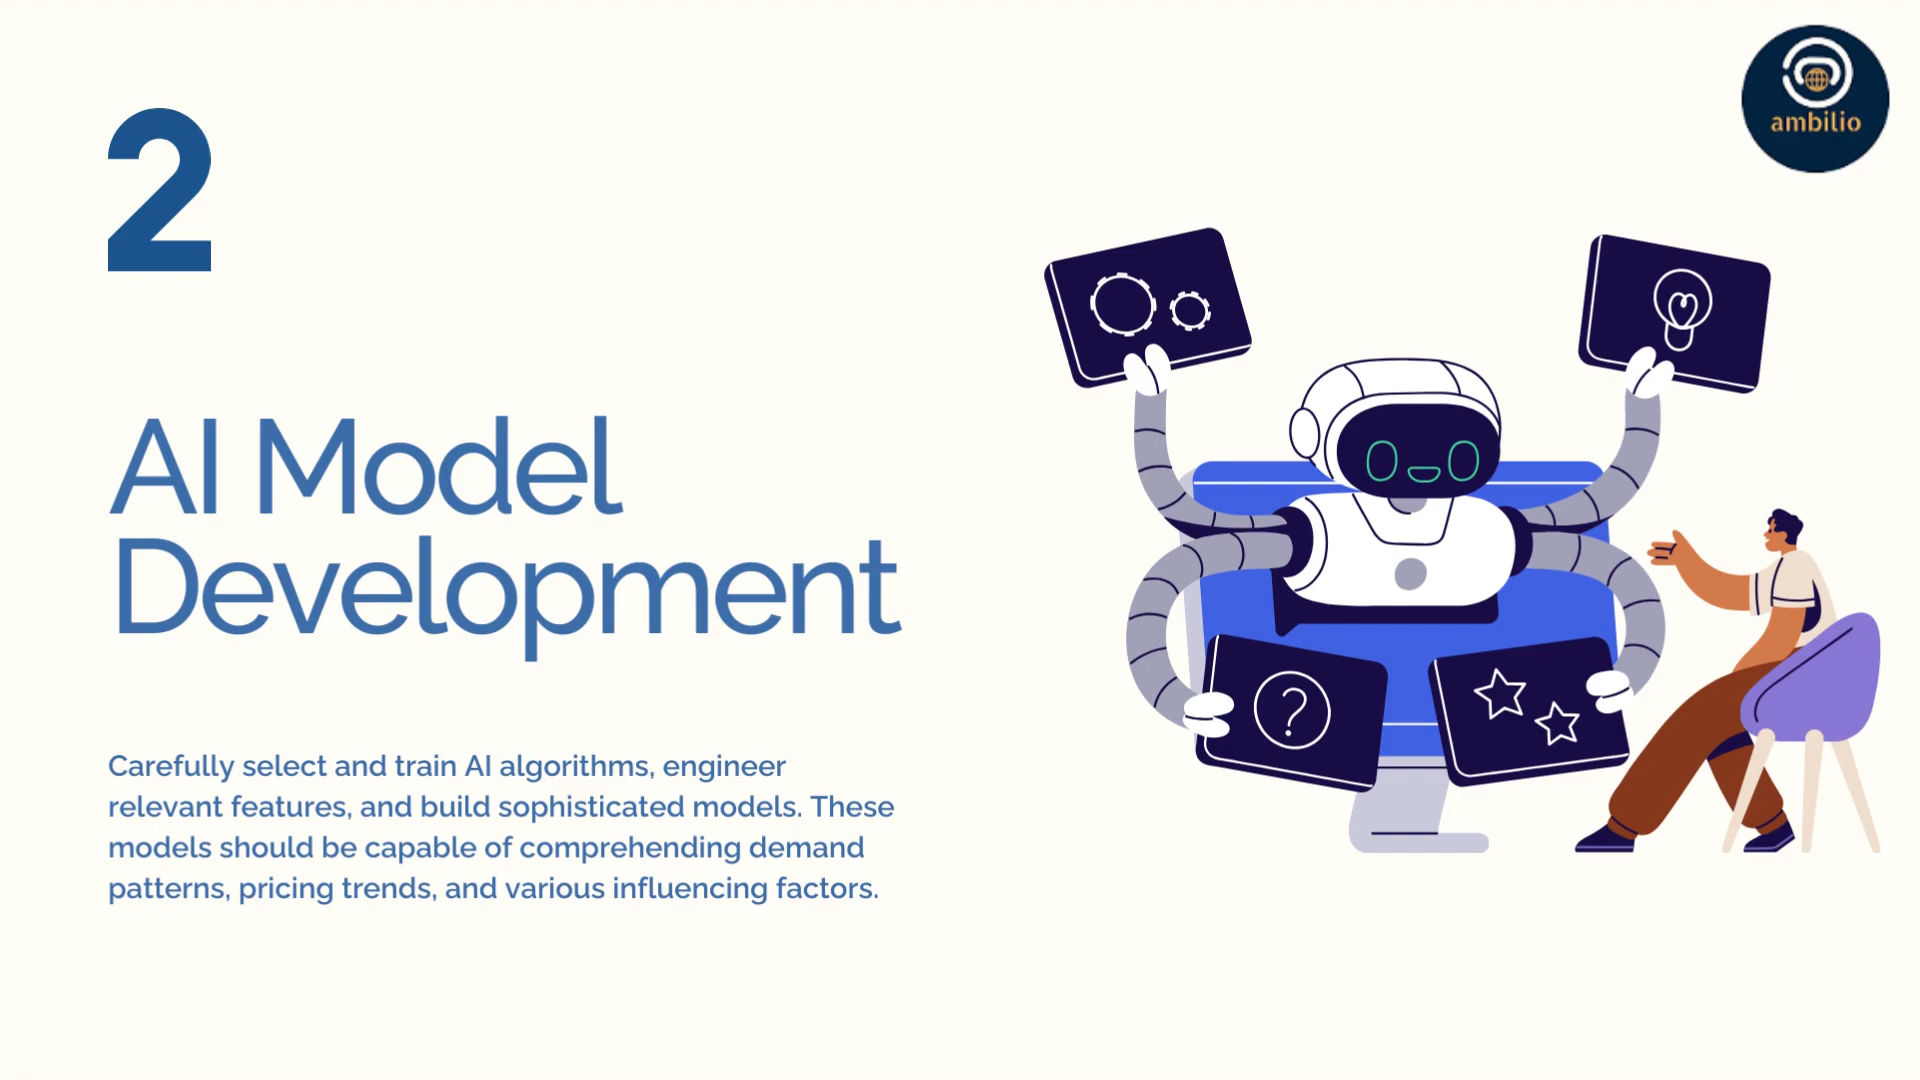 ambilio
2
AI Model
Development
Carefully select and train AI algorithms, engineer
relevant features, and build sophisticated models. These
models should be capable of comprehending demand
patterns, pricing trends, and various influencing factors.
?